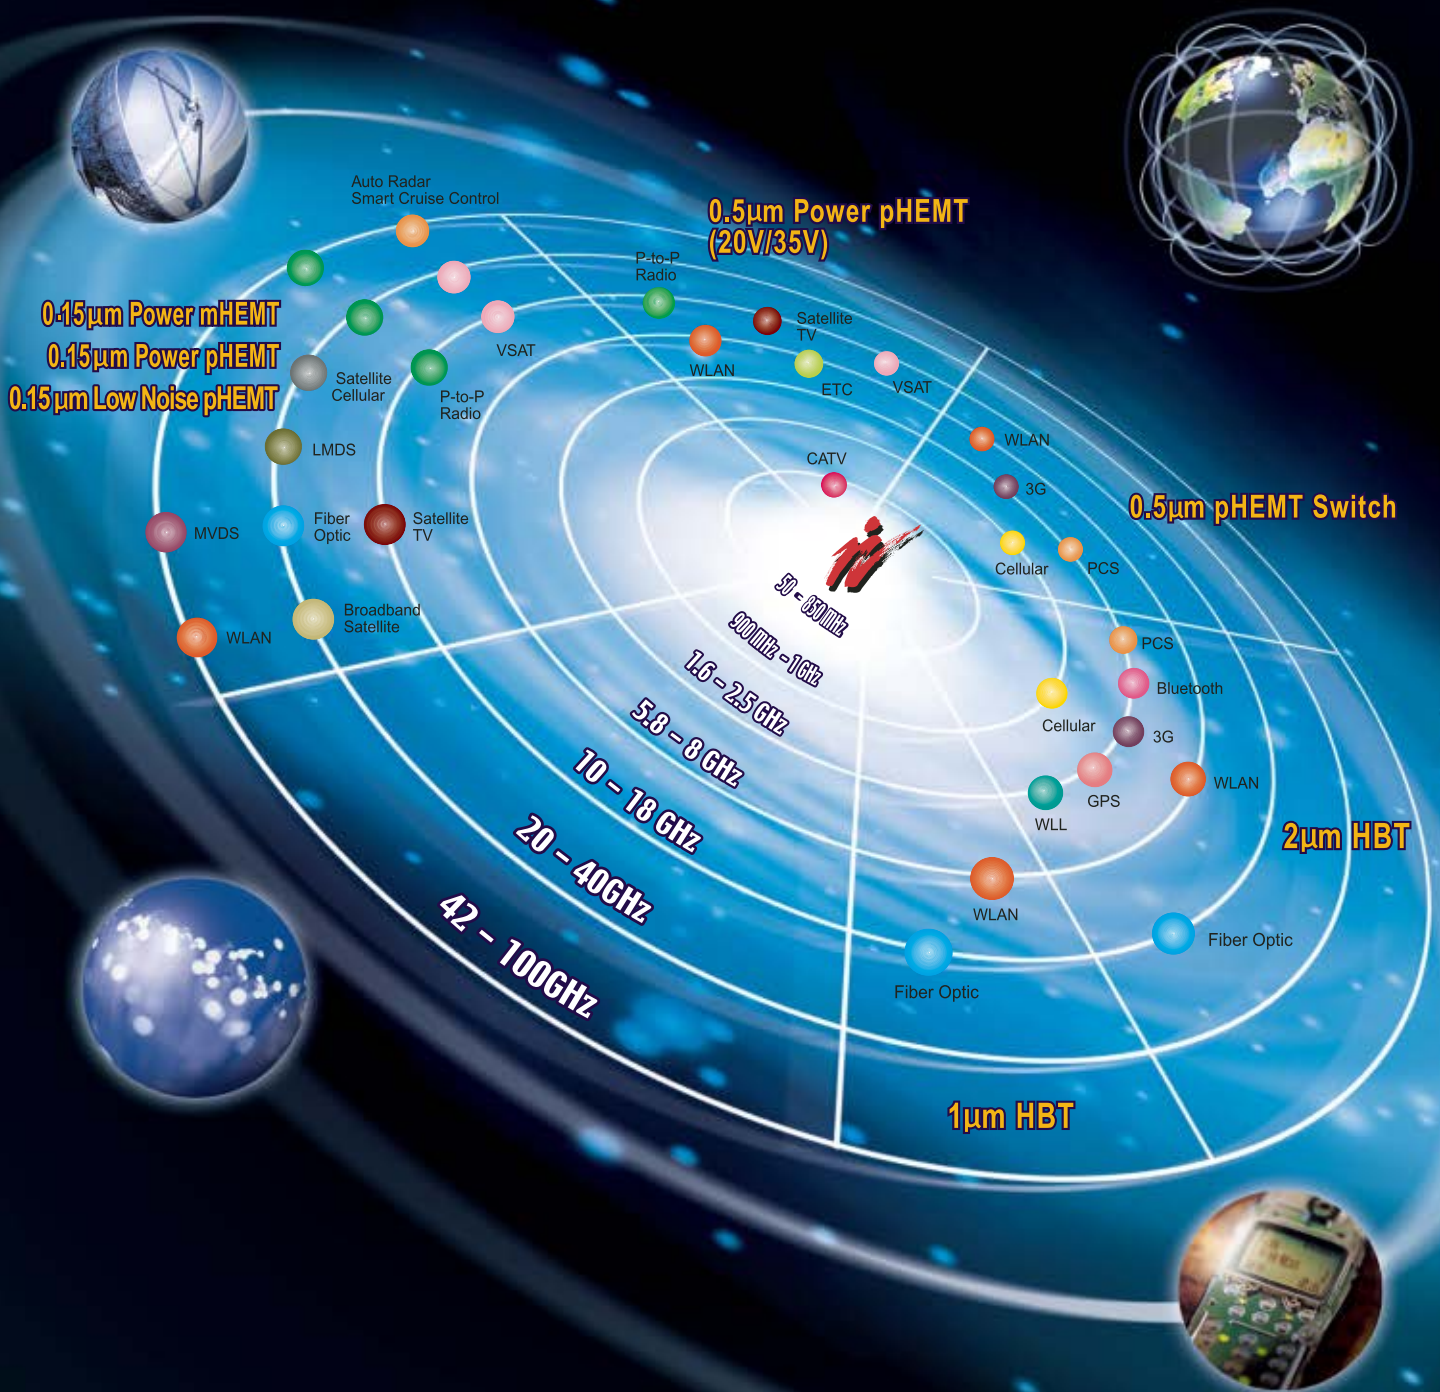 Auto Radar
Smart Cruise Control
0.5µm Power pHEMT
(20V/35V)
P-to-P
Radio
0.15µm Power mHEMT
0.15µm Power pHEMT
0.15µm Low Noise pHEMT
Satellite
TV
WLAN
ETC
VSAT
VSAT
Satellite
Cellular
P-to-P
Radio
LMDS
WLAN
CATV
3G
0.5µm pHEMT Switch
MVDS
Fiber
Optic
Satellite
TV
Cellular
PCS
50 - 850 MHz
Broadband
Satellite
WLAN
900 MHz - 1 GHz
PCS
1.6 - 2.5 GHz
Bluetooth
Cellular
3G
5.8 - 8 GHz
WLAN
GPS
WLL
10 - 18 GHz
2µm HBT
20 - 40GHz
WLAN
Fiber Optic
42 - 100GHz
Fiber Optic
1µm HBT